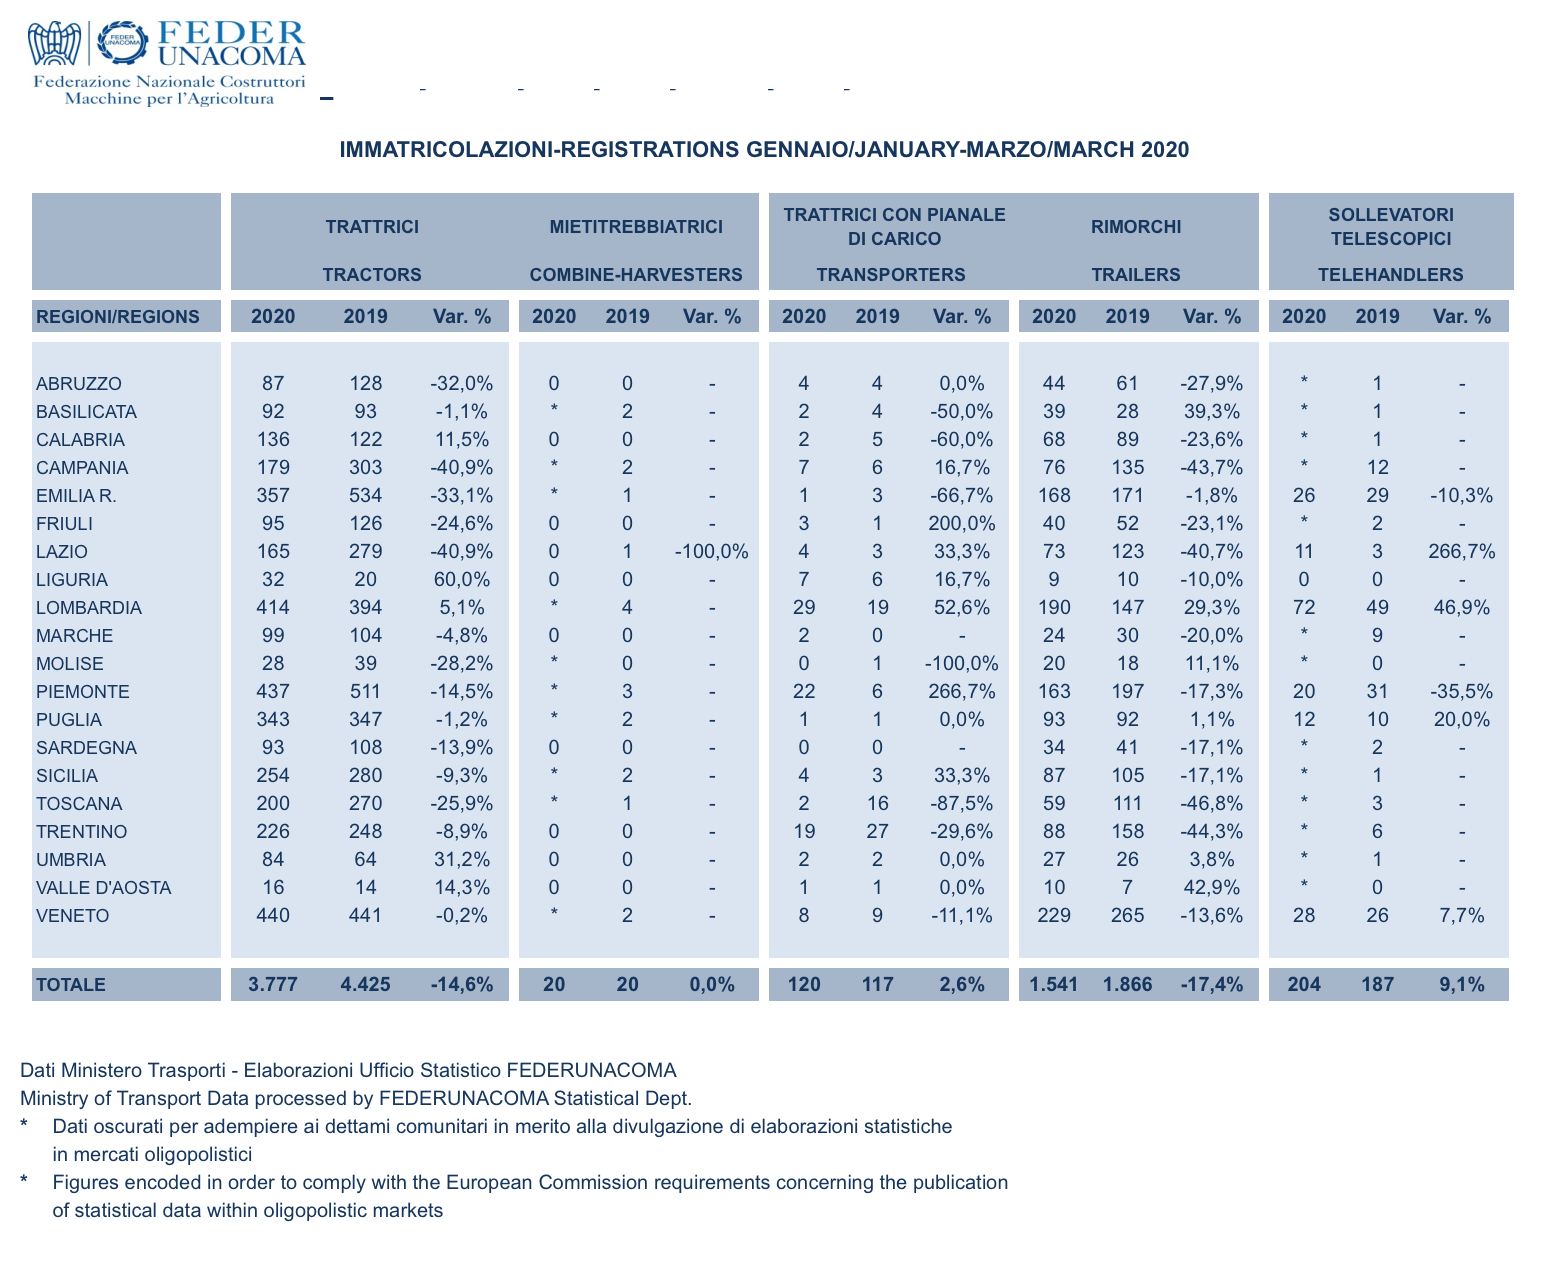 FEDER
UNACOMA
FEDER
UNACOMA
Federazione Nazionale Costruttori
Macchine per l'Agricoltura
IMMATRICOLAZIONI-REGISTRATIONS GENNAIO/JANUARY-MARZO/MARCH 2020
TRATTRICI MIETITREBBIATRICI TRATTRICI CON PIANALE DI CARICO RIMORCHI SOLLEVATORI TELESCOPICI
TRACTORS COMBINE-HARVESTERS TRANSPORTERS TRAILERS TELEHANDLERS
REGIONI/REGIONS 2020 2019 Var. % 2020 2019 Var. % 2020 2019 Var. % 2020 2019 Var. % 2020 2019 Var. %
ABRUZZO 87 128 -32,0% 0 0 - 4 4 0,0% 44 61 -27,9% * 1 -
BASILICATA 92 93 -1,1% * 2 - 2 4 -50,0% 39 28 39,3% * 1 -
CALABRIA 136 122 11,5% 0 0 - 2 5 -60,0% 68 89 -23,6% * 1 -
CAMPANIA 179 303 -40,9% * 2 - 7 6 16,7% 76 135 -43,7% * 12 -
EMILIA R. 357 534 -33,1% * 1 - 1 3 -66,7% 168 171 -1,8% 26 29 -10,3%
FRIULI 95 126 -24,6% 0 0 - 3 1 200,0% 40 52 -23,1% * 2 -
LAZIO 165 279 -40,9% 0 1 -100,0% 4 3 33,3% 73 123 -40,7% 11 3 266,7%
LIGURIA 32 20 60,0% 0 0 - 7 6 16,7% 9 10 -10,0% 0 0 -
LOMBARDIA 414 394 5,1% * 4 - 29 19 52,6% 190 147 29,3% 72 49 46,9%
MARCHE 99 104 -4,8% 0 0 - 2 0 - 24 30 -20,0% * 9 -
MOLISE 28 39 -28,2% * 0 - 0 1 -100,0% 20 18 11,1% * 0 -
PIEMONTE 437 511 -14,5% * 3 - 22 6 266,7% 163 197 -17,3% 20 31 -35,5%
PUGLIA 343 347 -1,2% * 2 - 1 1 0,0% 93 92 1,1% 12 10 20,0%
SARDEGNA 93 108 -13,9% 0 0 - 0 0 - 34 41 -17,1% * 2 -
SICILIA 254 280 -9,3% * 2 - 4 3 33,3% 87 105 -17,1% * 1 -
TOSCANA 200 270 -25,9% * 1 - 2 16 -87,5% 59 111 -46,8% * 3 -
TRENTINO 226 248 -8,9% 0 0 - 19 27 -29,6% 88 158 -44,3% * 6 -
UMBRIA 84 64 31,2% 0 0 - 2 2 0,0% 27 26 3,8% * 1 -
VALLE D'AOSTA 16 14 14,3% 0 0 - 1 1 0,0% 10 7 42,9% * 0 -
VENETO 440 441 -0,2% * 2 - 8 9 -11,1% 229 265 -13,6% 28 26 7,7%
TOTALE 3.777 4.425 -14,6% 20 20 0,0% 120 117 2,6% 1.541 1.866 -17,4% 204 187 9,1%
Dati Ministero Trasporti - Elaborazioni Ufficio Statistico FEDERUNACOMA
Ministry of Transport Data processed by FEDERUNACOMA Statistical Dept.
* Dati oscurati per adempiere ai dettami comunitari in merito alla divulgazione di elaborazioni statistiche
in mercati oligopolistici
* Figures encoded in order to comply with the European Commission requirements concerning the publication
of statistical data within oligopolistic markets